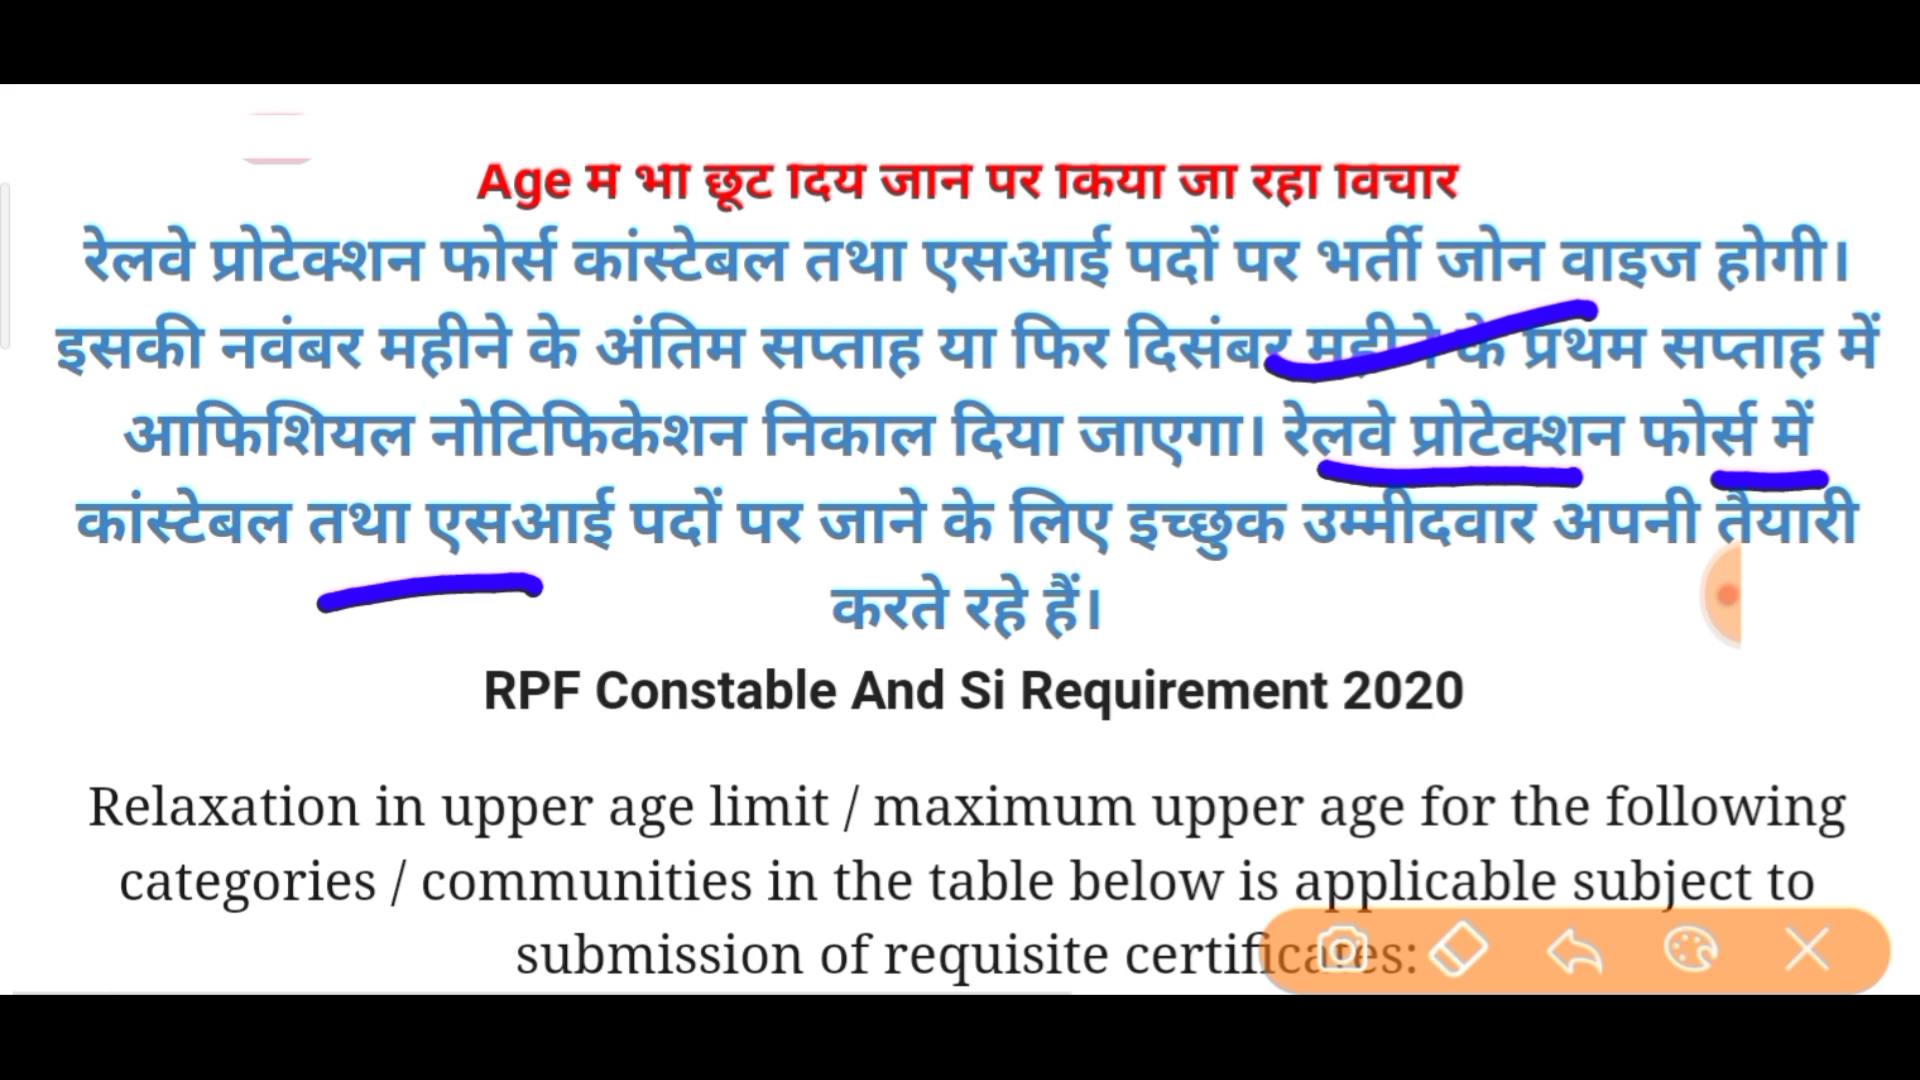 Age में भी छूट दिये जाने पर किया जा रहा विचार
रेलवे प्रोटेक्शन फोर्स कांस्टेबल तथा एसआई पदों पर भर्ती जोन वाइज होगी।
इसकी नवंबर महीने के अंतिम सप्ताह या फिर दिसंबर महीने के प्रथम सप्ताह में
आफिशियल नोटिफिकेशन निकाल दिया जाएगा। रेलवे प्रोटेक्शन फोर्स में
कांस्टेबल तथा एसआई पदों पर जाने के लिए इच्छुक उम्मीदवार अपनी तैयारी
करते रहे हैं।
RPF Constable And Si Requirement 2020
Relaxation in upper age limit / maximum upper age for the following
categories / communities in the table below is applicable subject to
submission of requisite certificates: